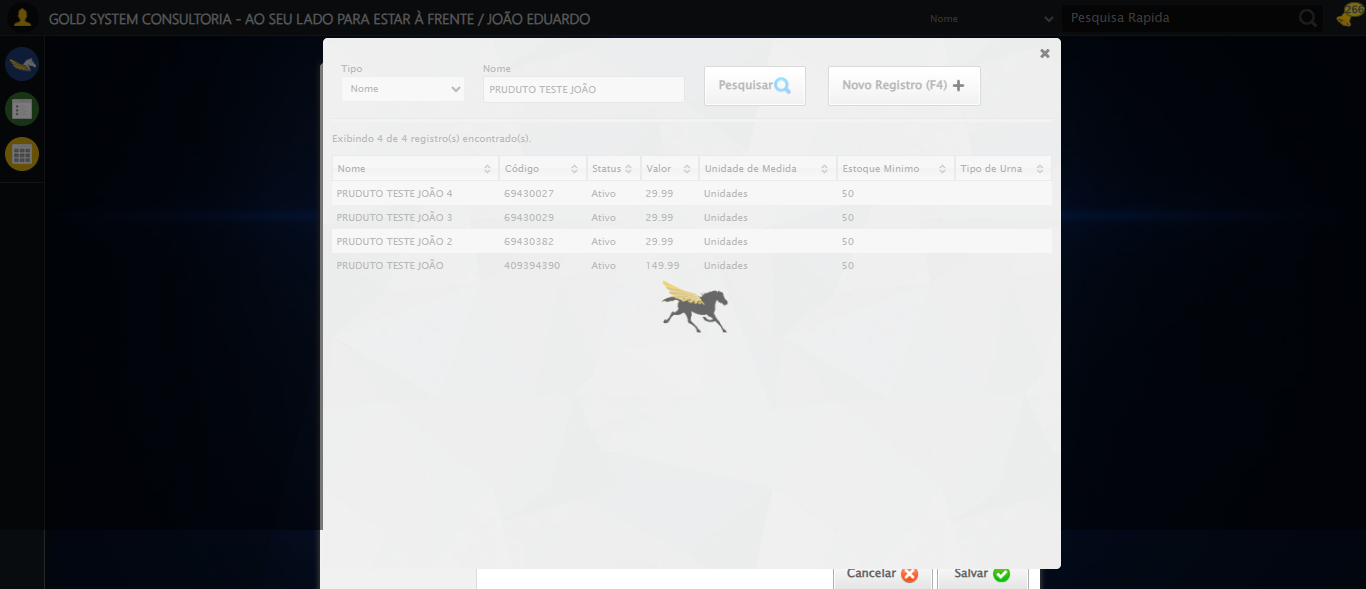 GOLD SYSTEM CONSULTORIA - AO SEU LADO PARA ESTAR À FRENTE / JOÃO EDUARDO
Nome
Pesquisa Rapida
266
Tipo
Nome
Nome
PRUDUTO TESTE JOÃO
Pesquisar
Novo Registro (F4)
Exibindo 4 de 4 registro(s) encontrado(s).
Nome Código Status Valor Unidade de Medida Estoque Minimo Tipo de Urna
PRUDUTO TESTE JOÃO 4 69430027 Ativo 29.99 Unidades 50
PRUDUTO TESTE JOÃO 3 69430029 Ativo 29.99 Unidades 50
PRUDUTO TESTE JOÃO 2 69430382 Ativo 29.99 Unidades 50
PRUDUTO TESTE JOÃO 409394390 Ativo 149.99 Unidades 50
Cancelar Salvar